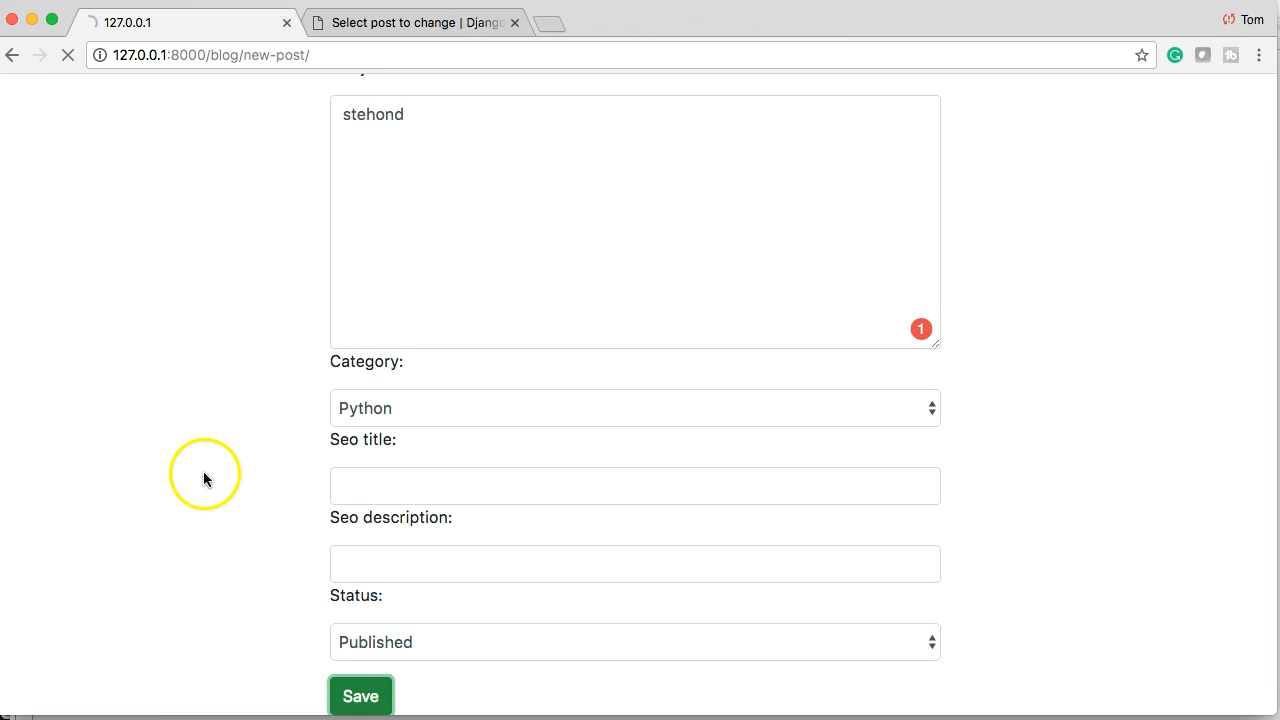 127.0.0.1
Select post to change | Django
Tom
127.0.0.1:8000/blog/new-post/
stehond
1
Category:
Python
Seo title:
Seo description:
Status:
Published
Save